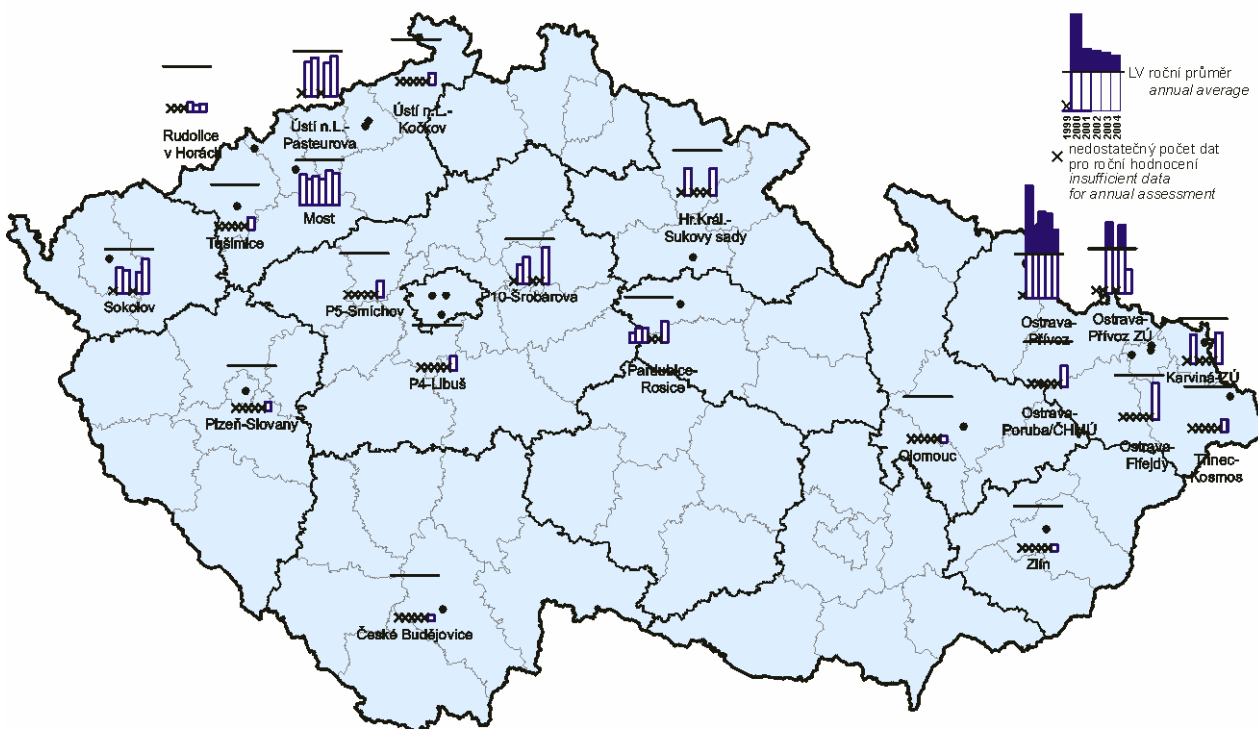 LV roční průměr
annual average
1999
2000
2001
2002
2003
2004
nedostatečný počet dat
pro roční hodnocení
insufficient data
for annual assessment
Rudolice
v Horách
Ústí n.L.-
Pasteurova
Ústí n.L.-
Kočkov
Most
Tušimice
Sokolov
P5-Smíchov
P10-Šrobárova
P4-Libuš
Plzeň-Slovany
Hr.Král.-
Sukovy sady
Pardubice-
Rosice
České Budějovice
Olomouc
Zlín
Ostrava-
Přívoz
Ostrava-
Přívoz ZÚ
Karviná-ZÚ
Ostrava-
Poruba/ČHMÚ
Ostrava-
Fifejdy
Třinec-
Kosmos